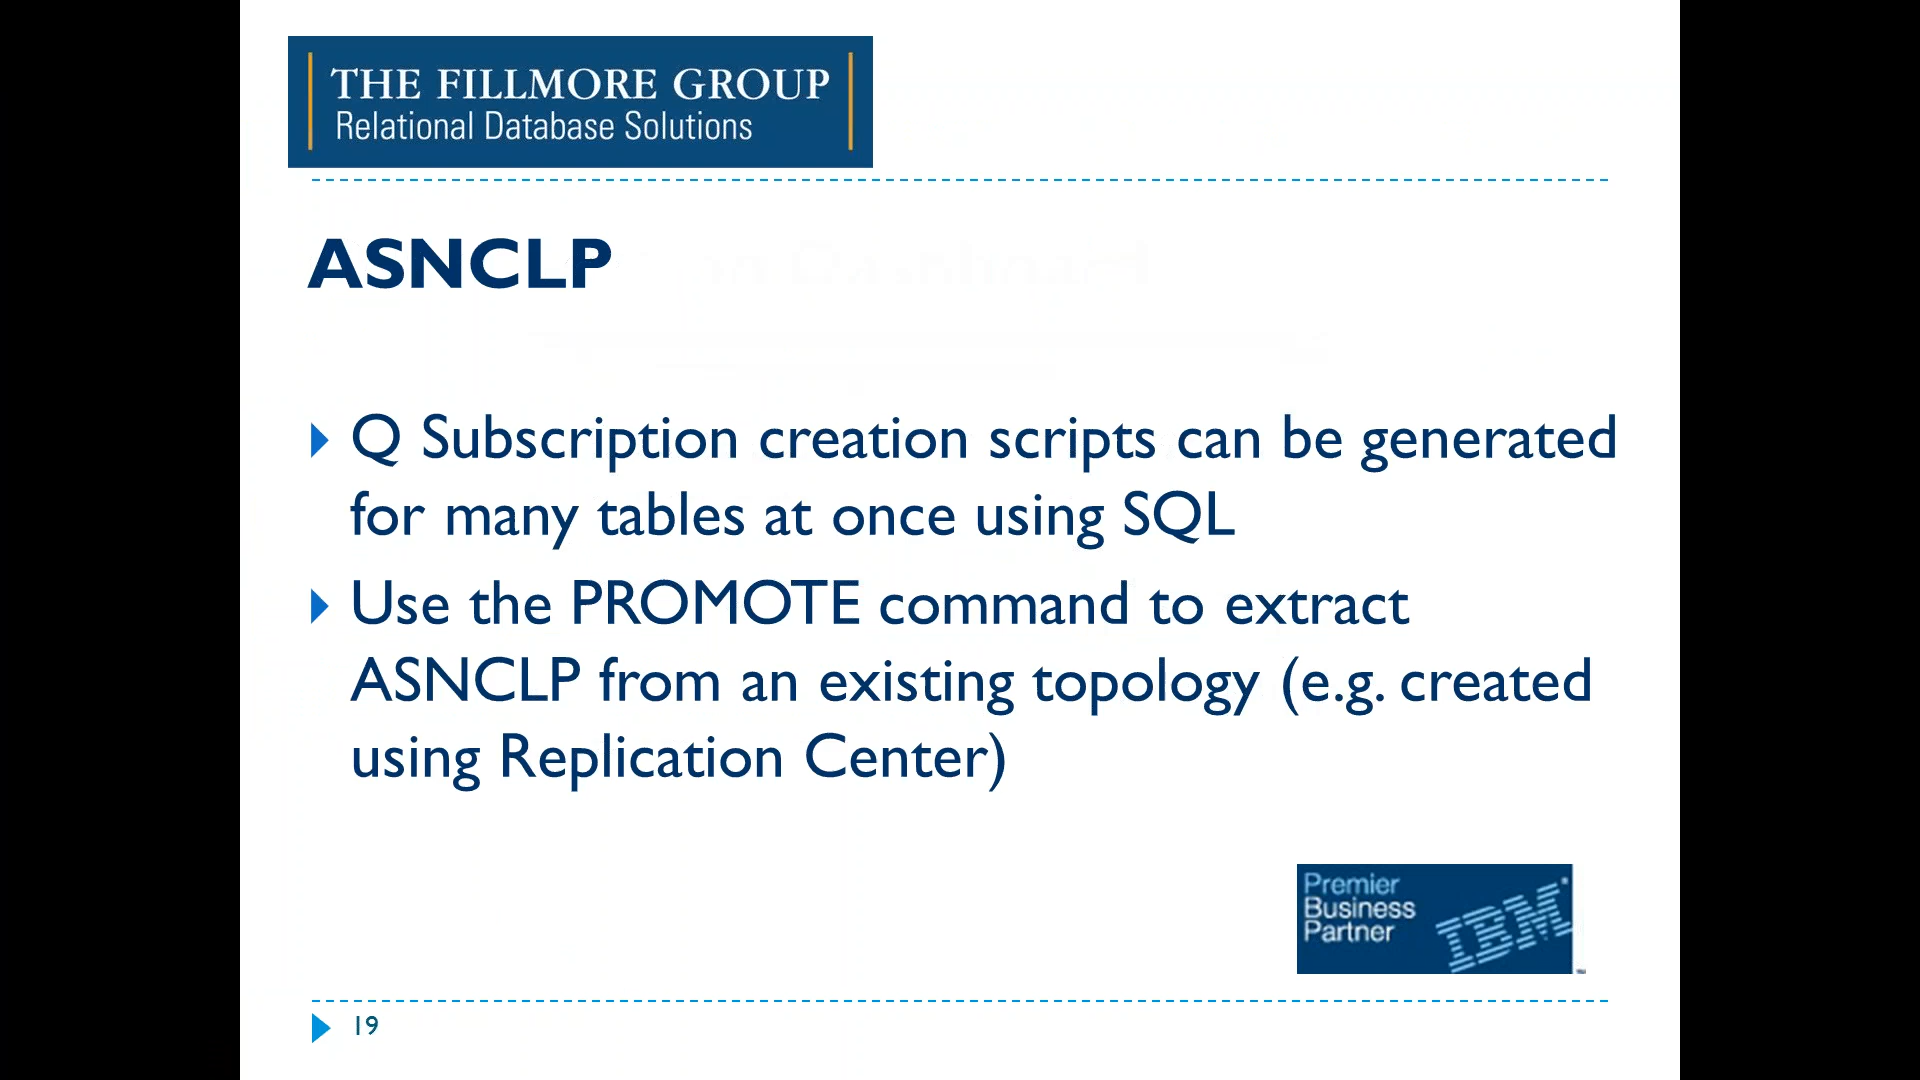 THE FILLMORE GROUP
Relational Database Solutions
ASNCLP
Q Subscription creation scripts can be generated
for many tables at once using SQL
Use the PROMOTE command to extract
ASNCLP from an existing topology (e.g. created
using Replication Center)
Premier
Business
Partner
IBM
19